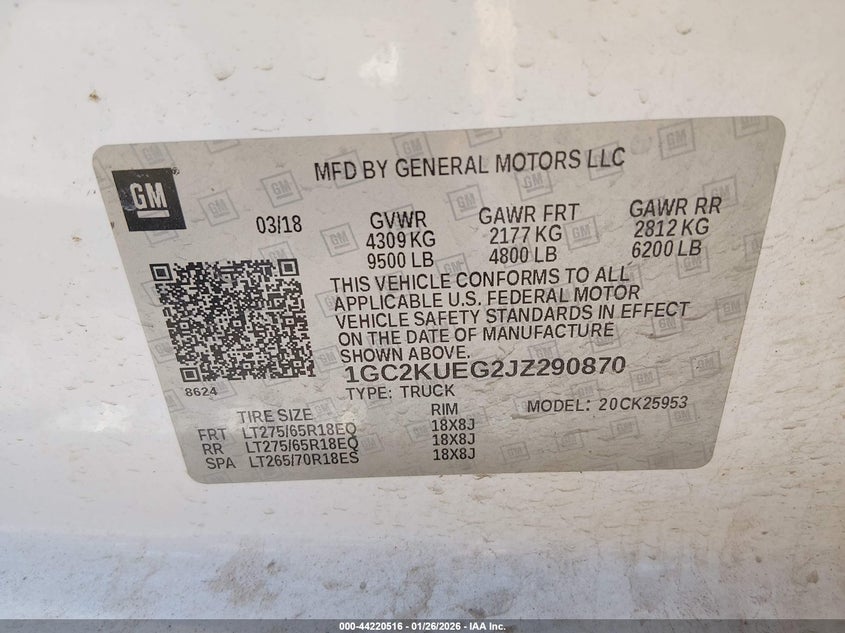 GM
MFD BY GENERAL MOTORS LLC
03/18 GVWR GAWR FRT GAWR RR
4309 KG 2177 KG 2812 KG
9500 LB 4800 LB 6200 LB
THIS VEHICLE CONFORMS TO ALL
APPLICABLE U.S. FEDERAL MOTOR
VEHICLE SAFETY STANDARDS IN EFFECT
ON THE DATE OF MANUFACTURE
SHOWN ABOVE.
1GC2KUEG2JZ290870
8624
TYPE: TRUCK MODEL: 20CK25953
TIRE SIZE RIM
FRT LT275/65R18EQ 18X8J
RR LT275/65R18EQ 18X8J
SPA LT265/70R18ES 18X8J
000-44220516 — 01/26/2026 - IAA Inc.